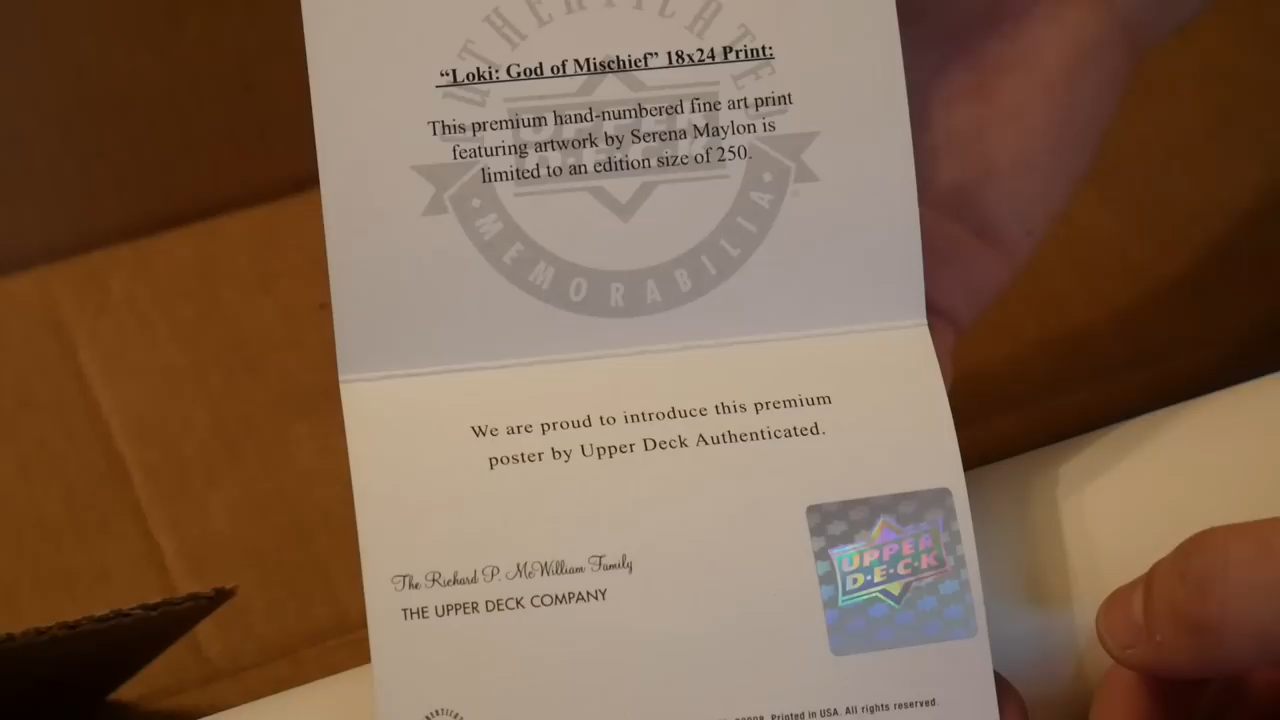 AUTHENTICATED
"Loki: God of Mischief" 18x24 Print:
This premium hand-numbered fine art print
featuring artwork by Serena Maylon is
limited to an edition size of 250.
UPPER
DECK
MEMORABILIA
We are proud to introduce this premium
poster by Upper Deck Authenticated.
The Richard P. McWilliam Family
THE UPPER DECK COMPANY
UPPER
D·E·C·K
Printed in USA. All rights reserved.